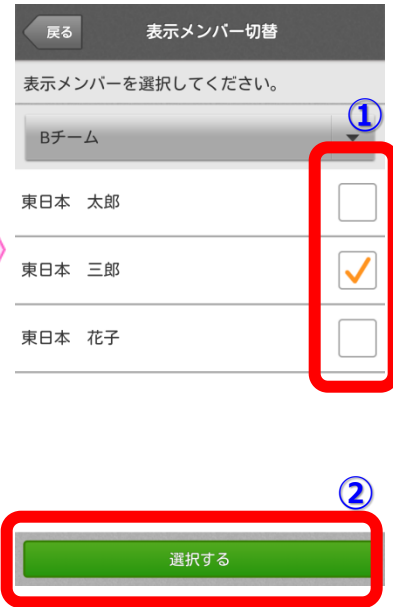 戻る 表示メンバー切替
表示メンバーを選択してください。
①
Bチーム
東日本　太郎
東日本　三郎
東日本　花子
②
選択する